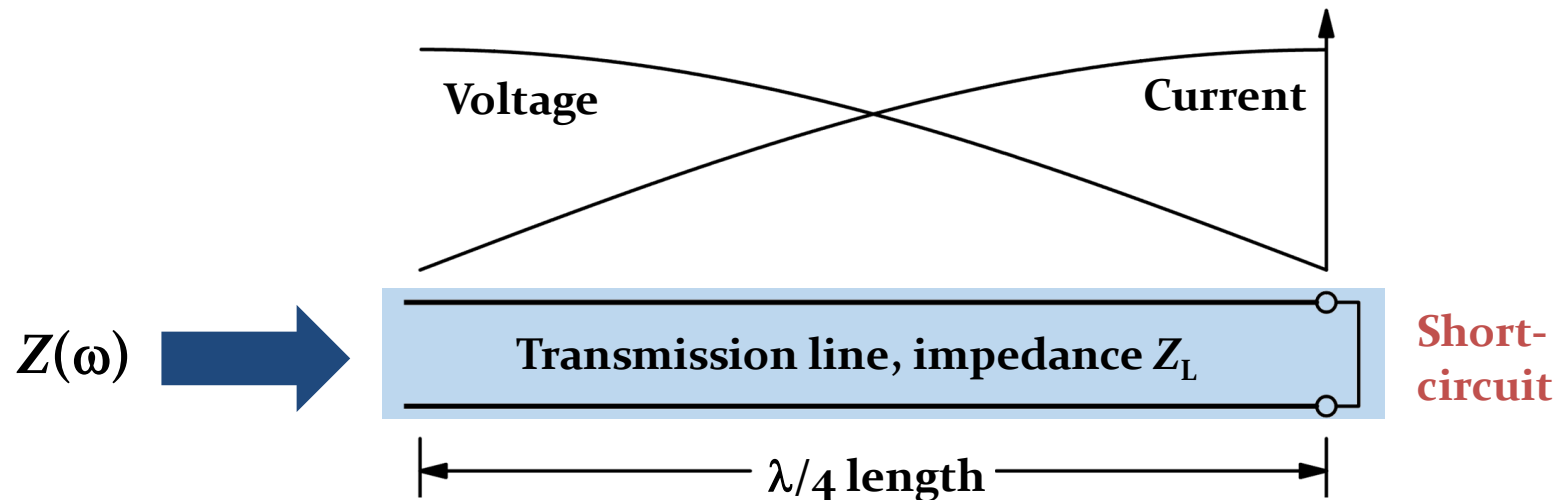 Voltage
Current
Z(ω)
Transmission line, impedance Z_L
Short-
circuit
λ/4 length